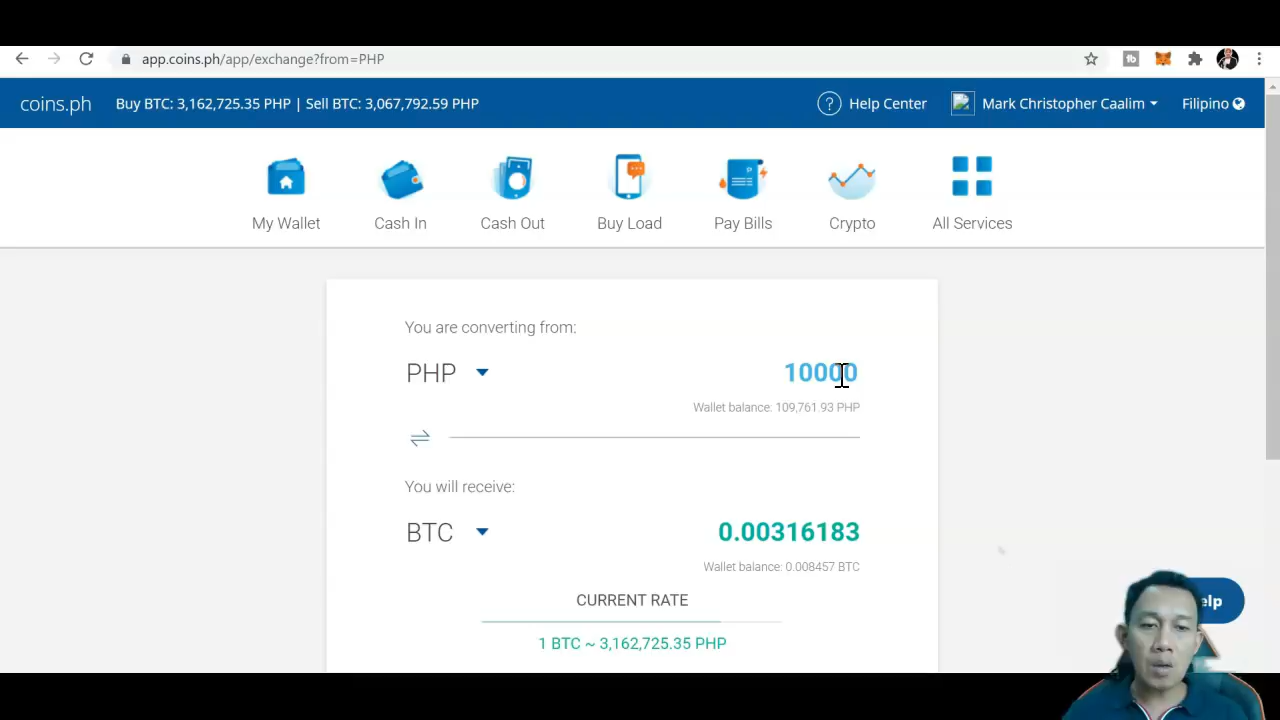 app.coins.ph/app/exchange?from=PHP
coins.ph Buy BTC: 3,162,725.35 PHP | Sell BTC: 3,067,792.59 PHP ? Help Center Mark Christopher Caalim Filipino
My Wallet Cash In Cash Out Buy Load Pay Bills Crypto All Services
You are converting from:
PHP 10000
Wallet balance: 109,761.93 PHP
You will receive:
BTC 0.00316183
Wallet balance: 0.008457 BTC
CURRENT RATE
elp
1 BTC ~ 3,162,725.35 PHP